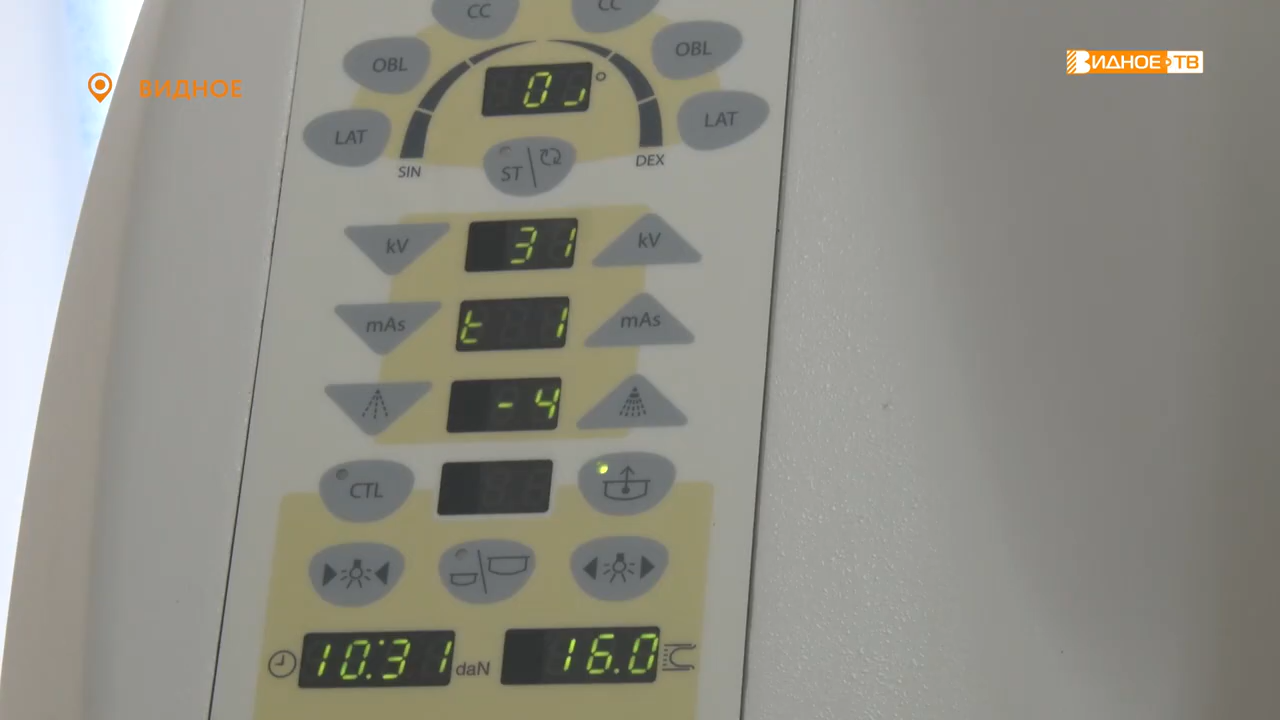 CC CC
OBL OBL
ВИДНОЕ
ВИДНОЕ ТВ
LAT LAT
0 °
SIN DEX
ST
kV 31 kV
mAs t 1 mAs
-4
CTL
10:31 daN 16.0